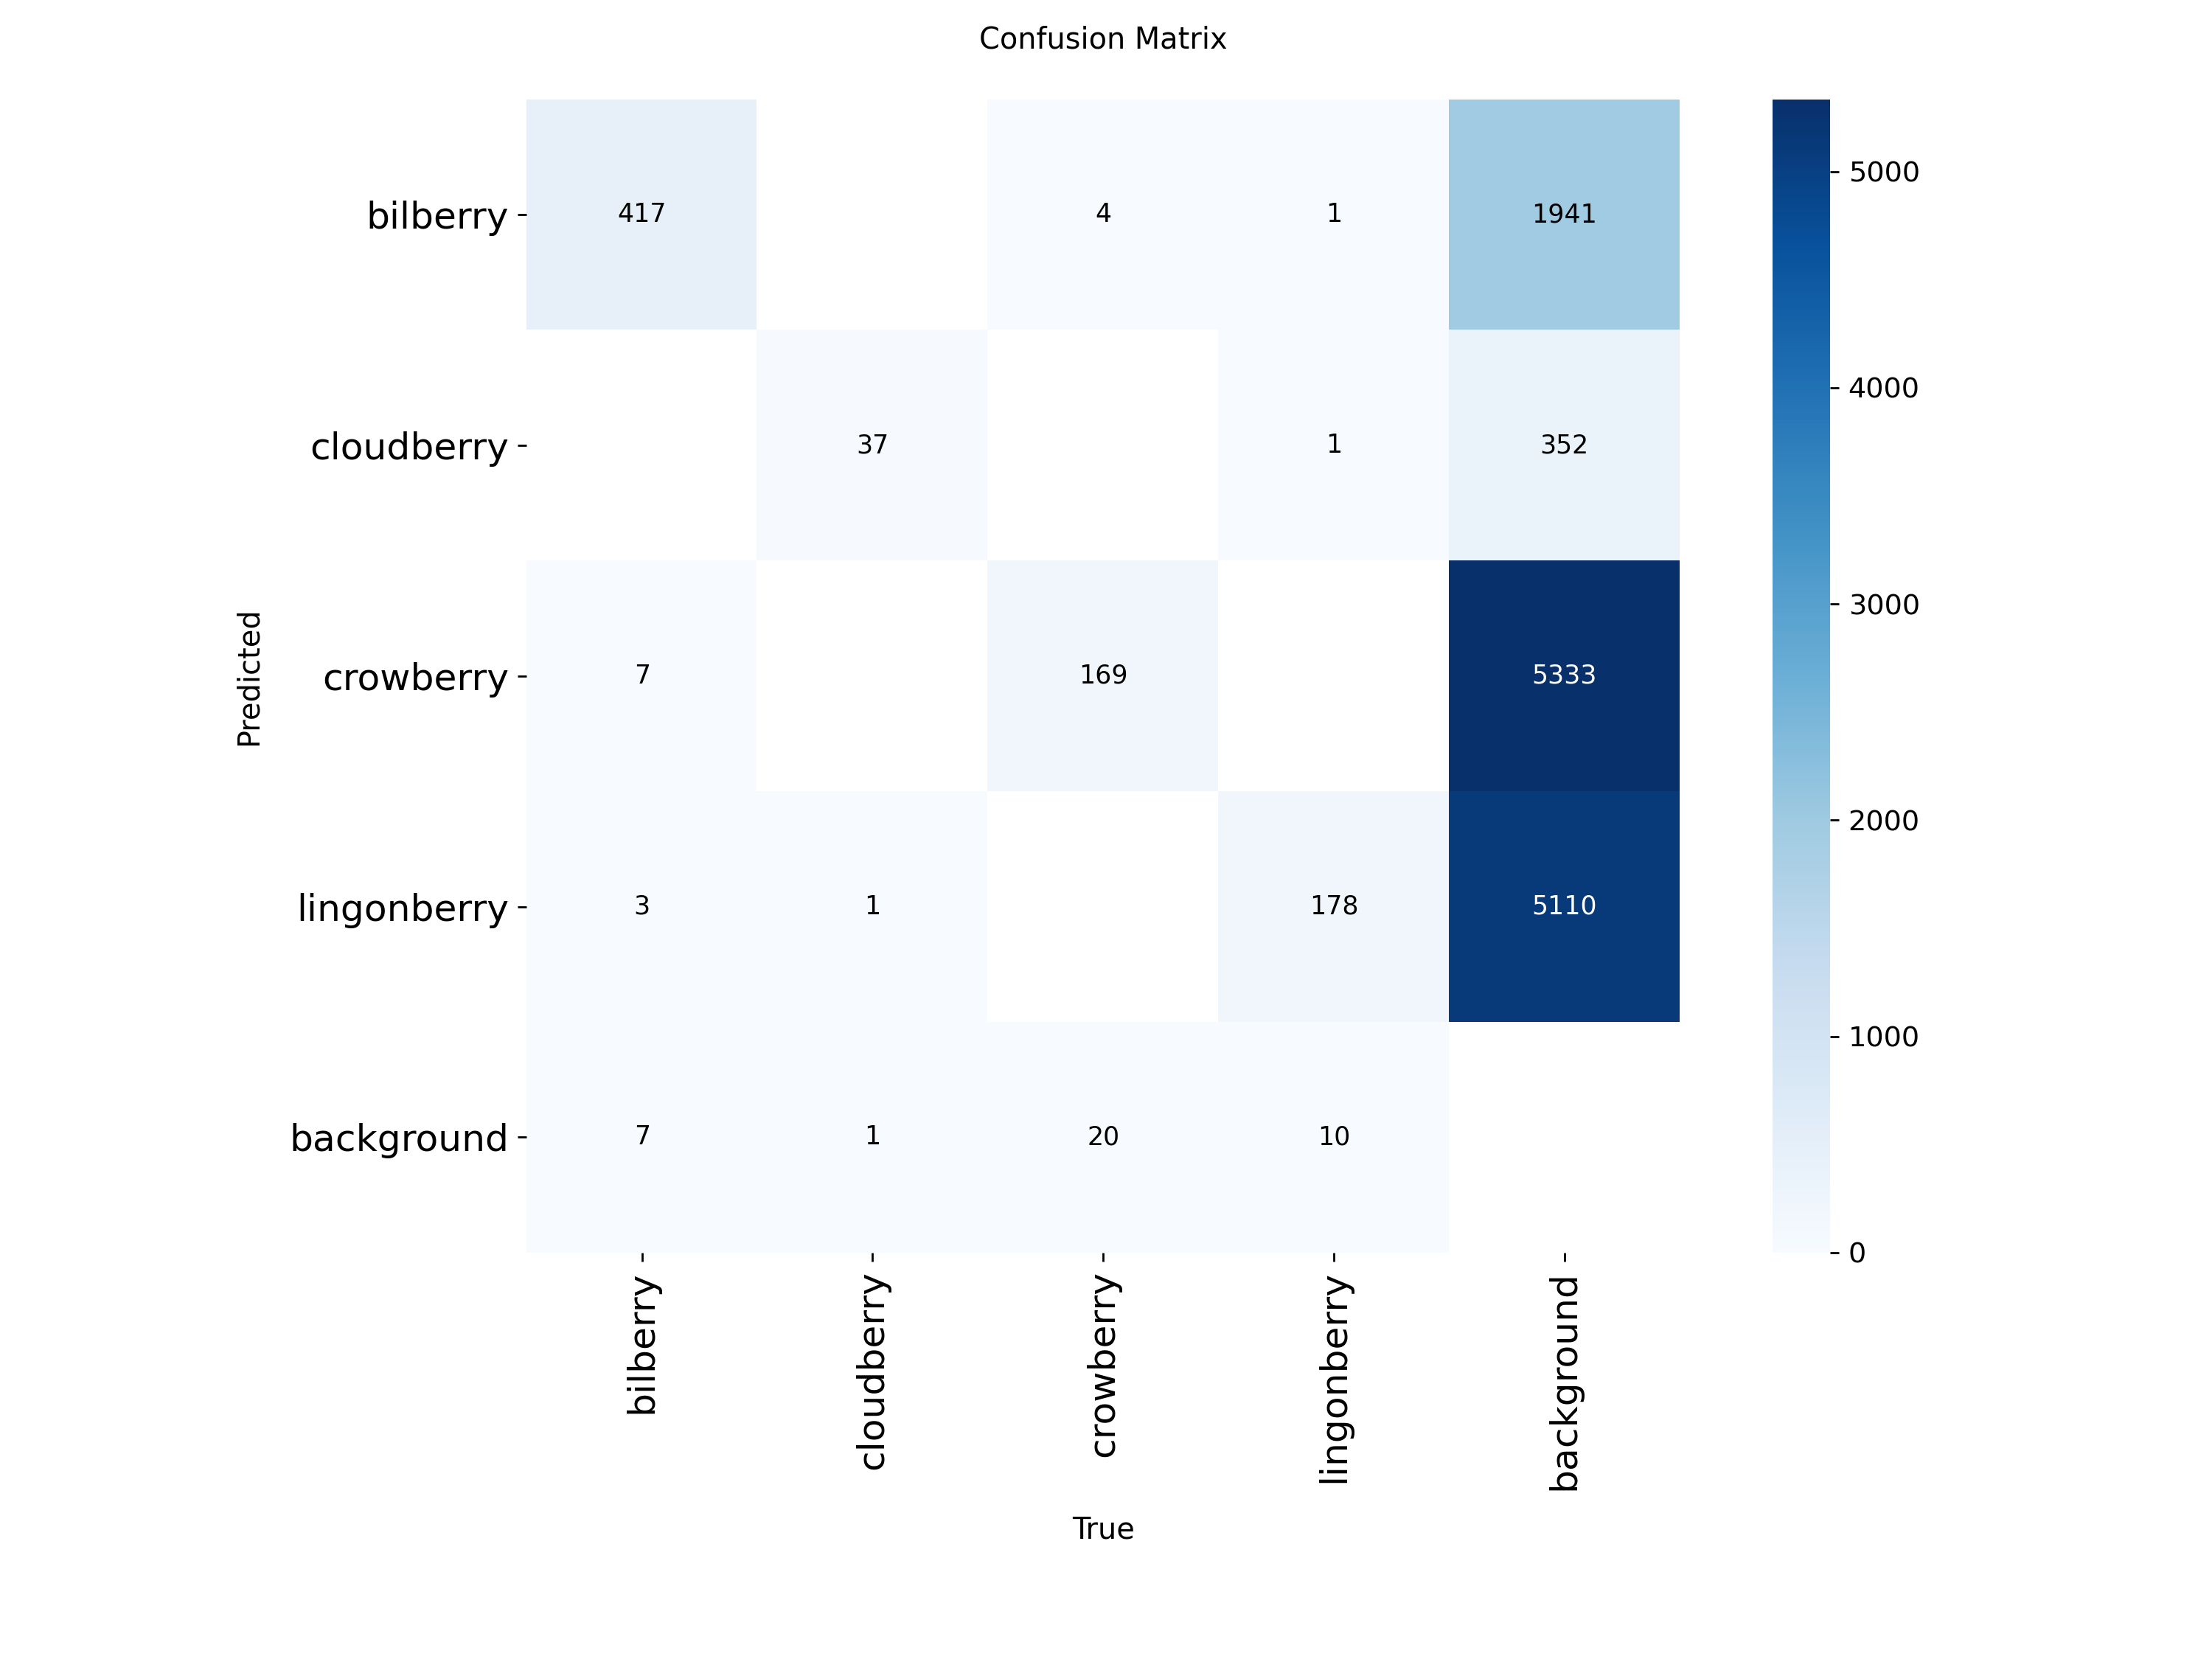 Confusion Matrix
bilberry 417 4 1 1941
cloudberry 37 1 352
crowberry 7 169 5333
lingonberry 3 1 178 5110
background 7 1 20 10
Predicted
bilberry cloudberry crowberry lingonberry background
True
5000
4000
3000
2000
1000
0